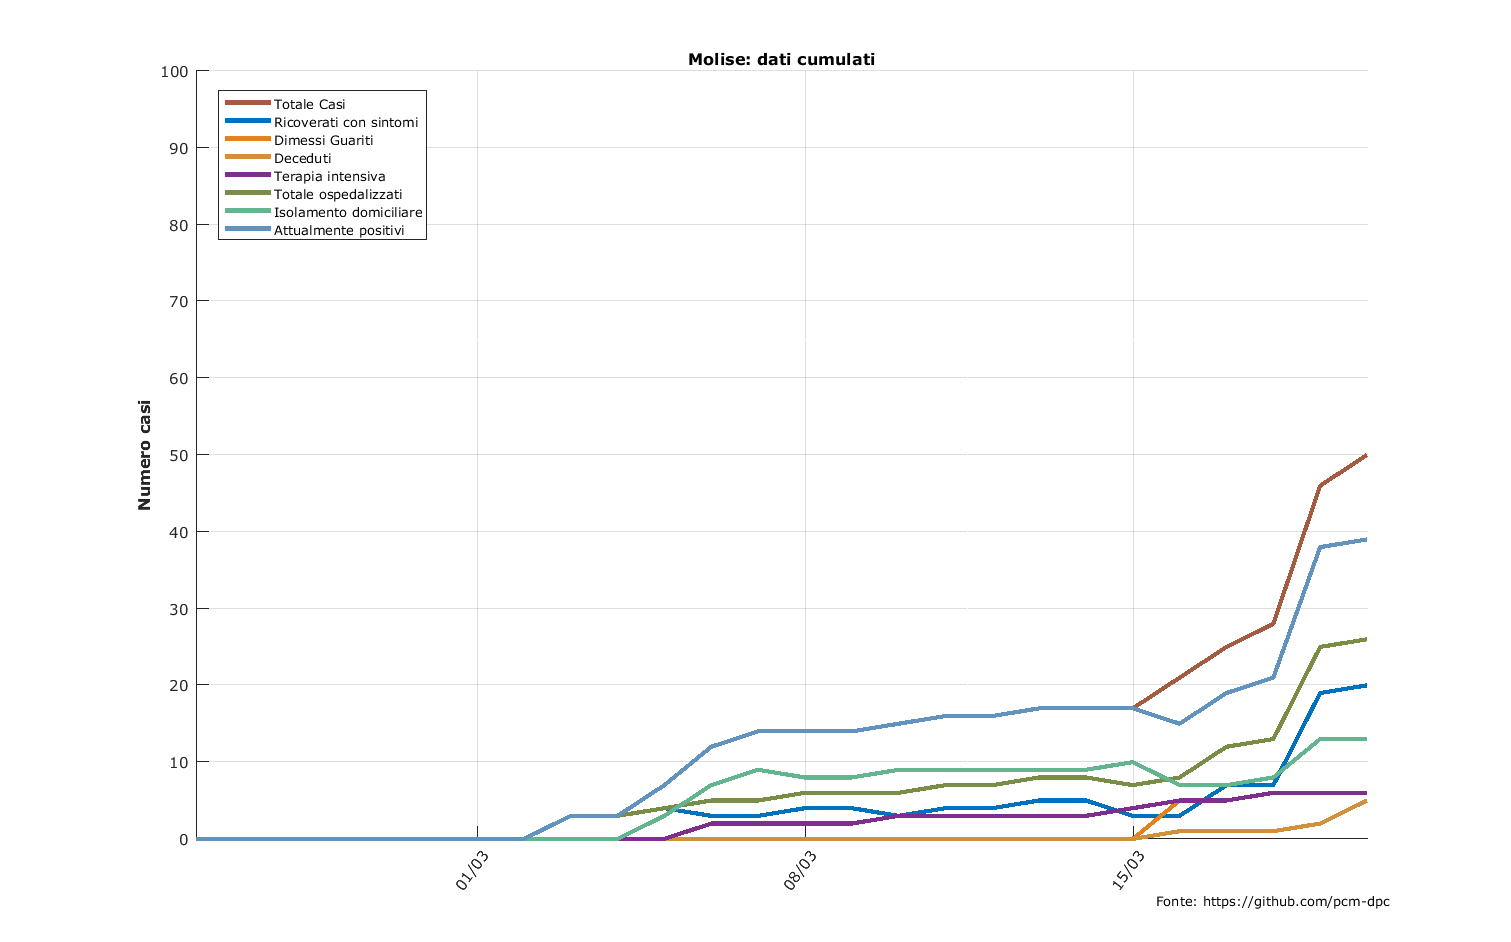 Molise: dati cumulati
100
90
80
70
60
50
40
30
20
10
0
Numero casi
Totale Casi
Ricoverati con sintomi
Dimessi Guariti
Deceduti
Terapia intensiva
Totale ospedalizzati
Isolamento domiciliare
Attualmente positivi
01/03
08/03
15/03
Fonte: https://github.com/pcm-dpc